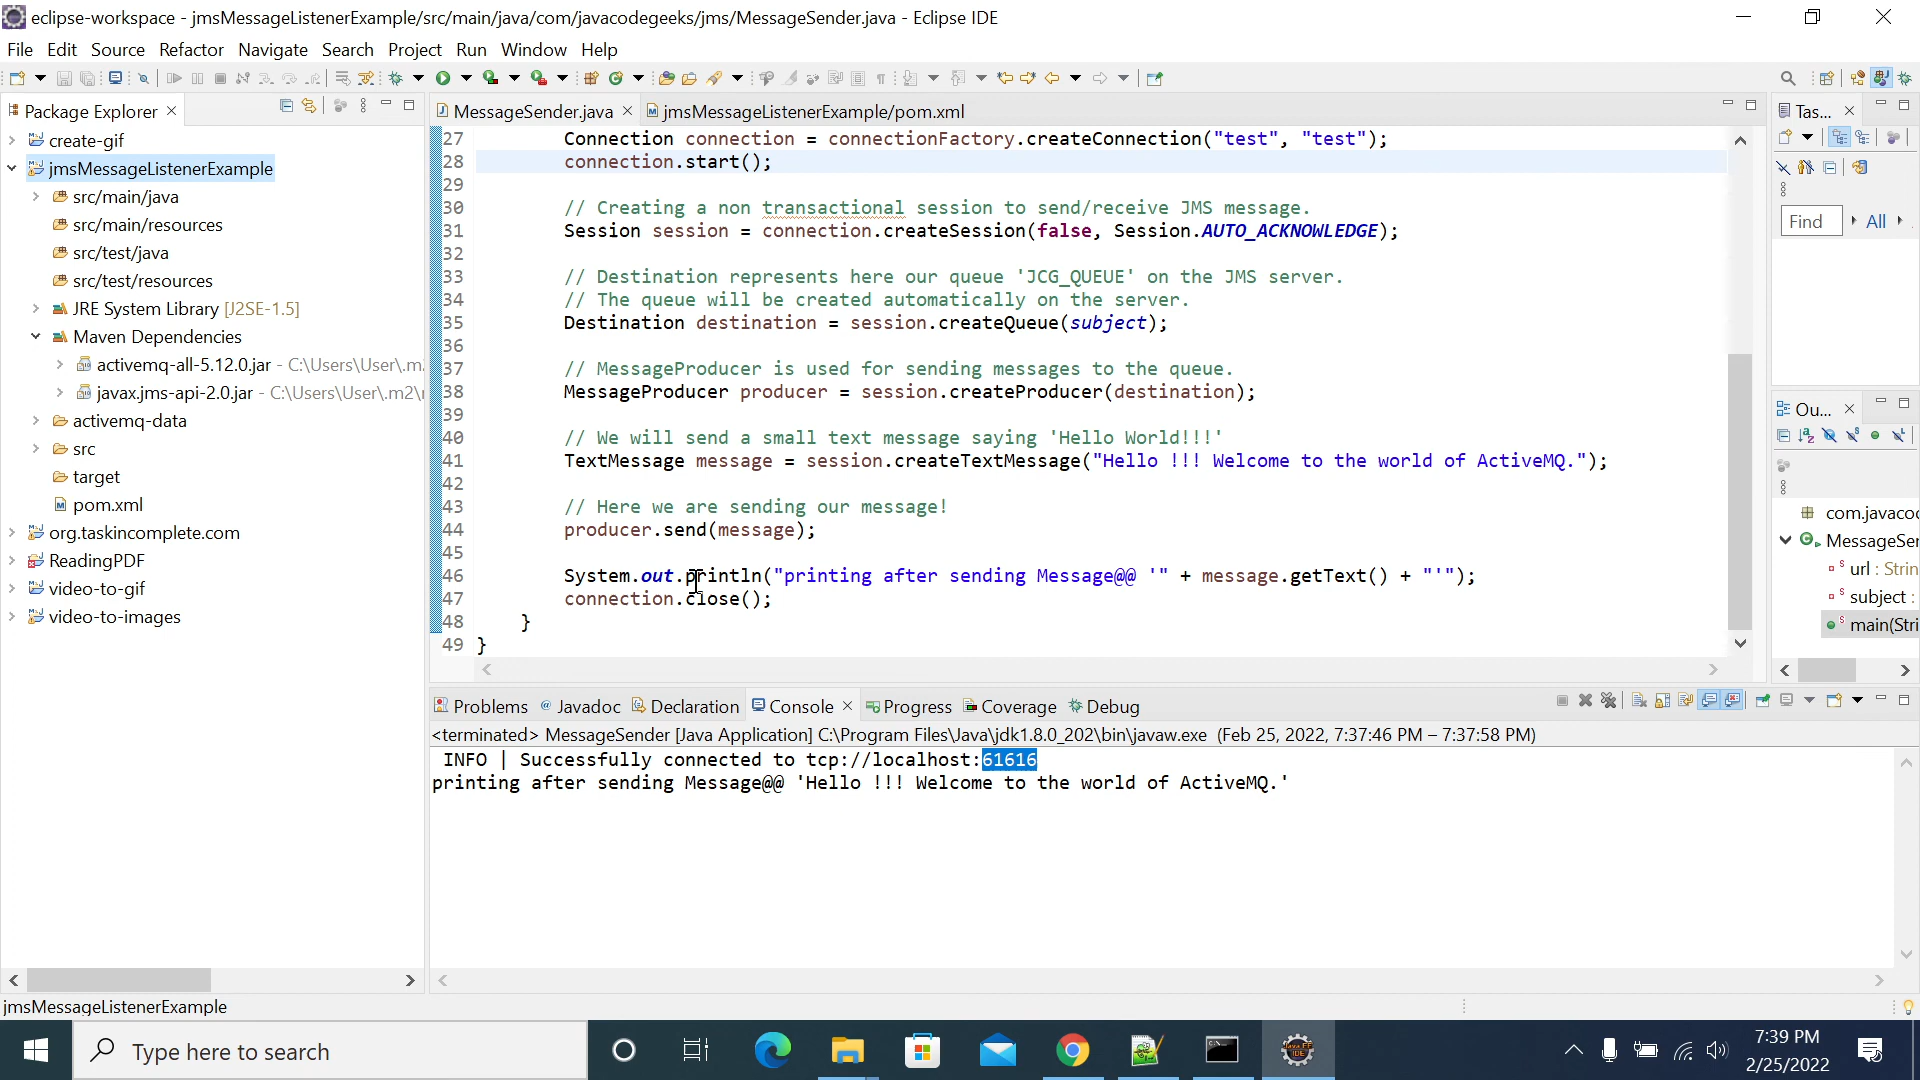 eclipse-workspace - jmsMessageListenerExample/src/main/java/com/javacodegeeks/jms/MessageSender.java - Eclipse IDE
File Edit Source Refactor Navigate Search Project Run Window Help
Package Explorer
create-gif
jmsMessageListenerExample
src/main/java
src/main/resources
src/test/java
src/test/resources
JRE System Library [J2SE-1.5]
Maven Dependencies
activemq-all-5.12.0.jar - C:\Users\User\.m
javax.jms-api-2.0.jar - C:\Users\User\.m2\
activemq-data
src
target
pom.xml
org.taskincomplete.com
ReadingPDF
video-to-gif
video-to-images
MessageSender.java jmsMessageListenerExample/pom.xml
27 Connection connection = connectionFactory.createConnection("test", "test");
28 connection.start();
29
30 // Creating a non transactional session to send/receive JMS message.
31 Session session = connection.createSession(false, Session.AUTO_ACKNOWLEDGE);
32
33 // Destination represents here our queue 'JCG_QUEUE' on the JMS server.
34 // The queue will be created automatically on the server.
35 Destination destination = session.createQueue(subject);
36
37 // MessageProducer is used for sending messages to the queue.
38 MessageProducer producer = session.createProducer(destination);
39
40 // We will send a small text message saying 'Hello World!!!'
41 TextMessage message = session.createTextMessage("Hello !!! Welcome to the world of ActiveMQ.");
42
43 // Here we are sending our message!
44 producer.send(message);
45
46 System.out.println("printing after sending Message@@ '" + message.getText() + "'");
47 connection.close();
48 }
49 }
Tas...
Find All
Ou...
com.javaco
MessageSe
url : Strin
subject :
main(Stri
Problems @ Javadoc Declaration Console Progress Coverage Debug
<terminated> MessageSender [Java Application] C:\Program Files\Java\jdk1.8.0_202\bin\javaw.exe (Feb 25, 2022, 7:37:46 PM – 7:37:58 PM)
INFO | Successfully connected to tcp://localhost:61616
printing after sending Message@@ 'Hello !!! Welcome to the world of ActiveMQ.'
jmsMessageListenerExample
Type here to search
7:39 PM
2/25/2022